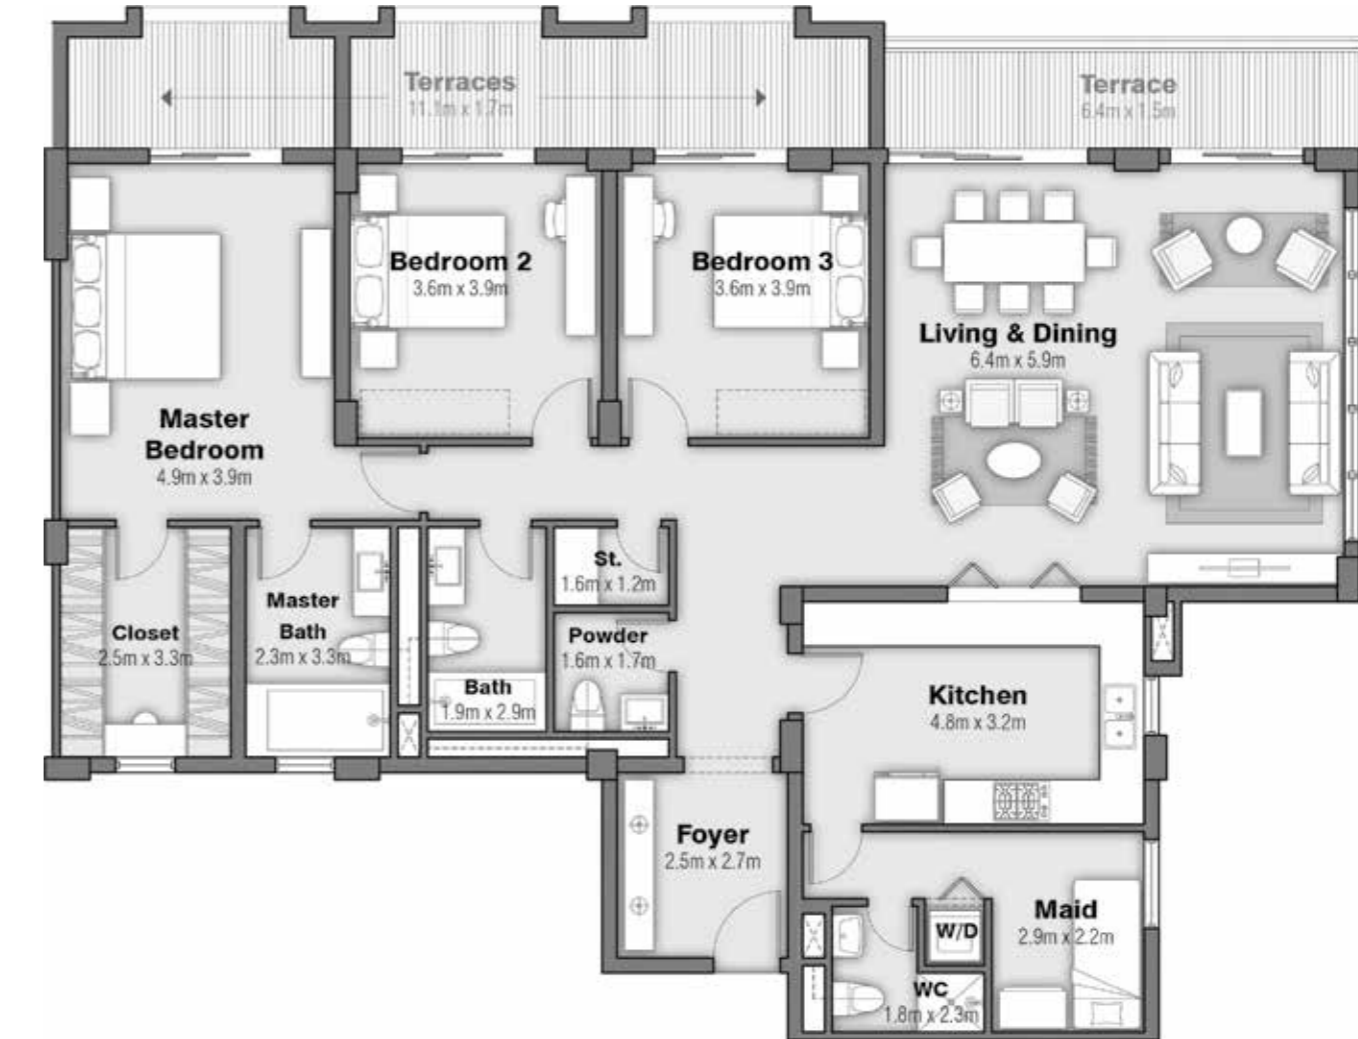 Terraces
11.1m x 1.7m
Terrace
6.4m x 1.5m
Bedroom 2
3.6m x 3.9m
Bedroom 3
3.6m x 3.9m
Living & Dining
6.4m x 5.9m
Master
Bedroom
4.9m x 3.9m
St.
1.6m x 1.2m
Master
Bath
2.3m x 3.3m
Closet
2.5m x 3.3m
Powder
1.6m x 1.7m
Bath
1.9m x 2.9m
Kitchen
4.8m x 3.2m
Foyer
2.5m x 2.7m
Maid
2.9m x 2.2m
W/D
WC
1.8m x 2.3m